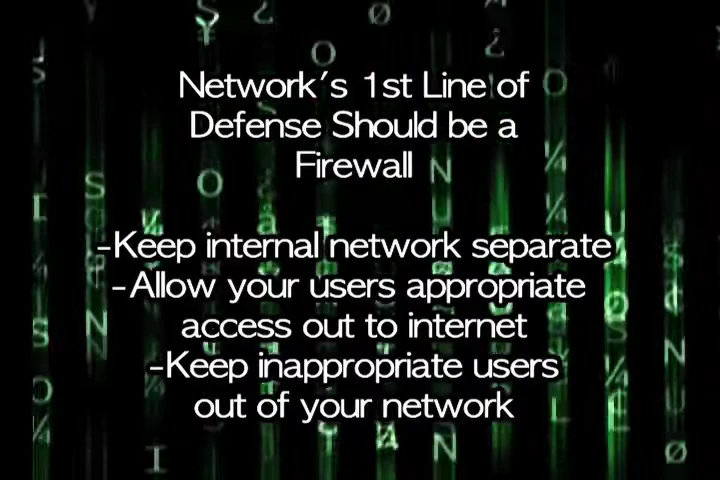 Network's 1st Line of
Defense Should be a
Firewall
-Keep internal network separate
-Allow your users appropriate
access out to internet
-Keep inappropriate users
out of your network